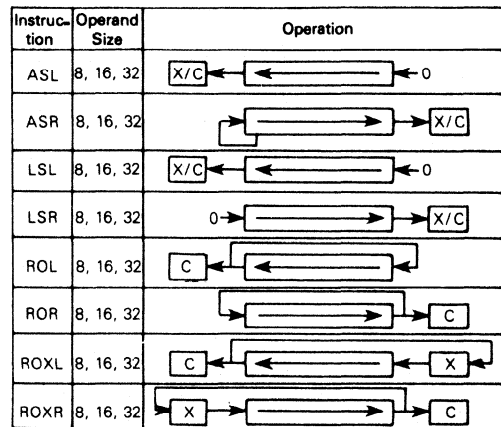 Instruc- Operand Operation
tion Size
ASL 8, 16, 32 X/C 0
ASR 8, 16, 32 X/C
LSL 8, 16, 32 X/C 0
LSR 8, 16, 32 0 X/C
ROL 8, 16, 32 C
ROR 8, 16, 32 C
ROXL 8, 16, 32 C X
ROXR 8, 16, 32 X C